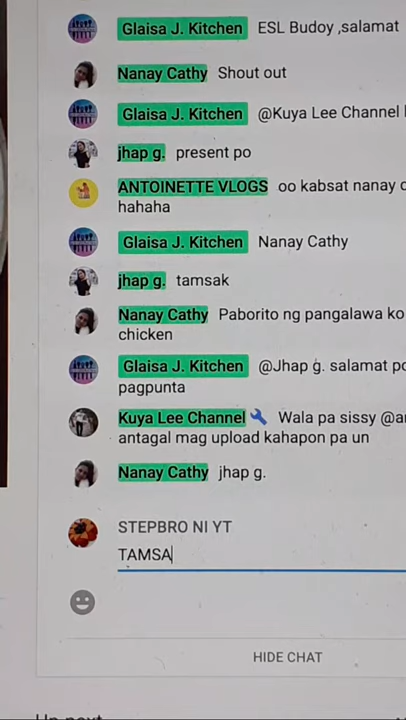 Glaisa J. Kitchen ESL Budoy ,salamat
Nanay Cathy Shout out
Glaisa J. Kitchen @Kuya Lee Channel
jhap g. present po
ANTOINETTE VLOGS oo kabsat nanay
hahaha
Glaisa J. Kitchen Nanay Cathy
jhap g. tamsak
Nanay Cathy Paborito ng pangalawa ko
chicken
Glaisa J. Kitchen @Jhap g. salamat po
pagpunta
Kuya Lee Channel Wala pa sissy
antagal mag upload kahapon pa un
Nanay Cathy jhap g.
STEPBRO NI YT
TAMSA
HIDE CHAT
Up next